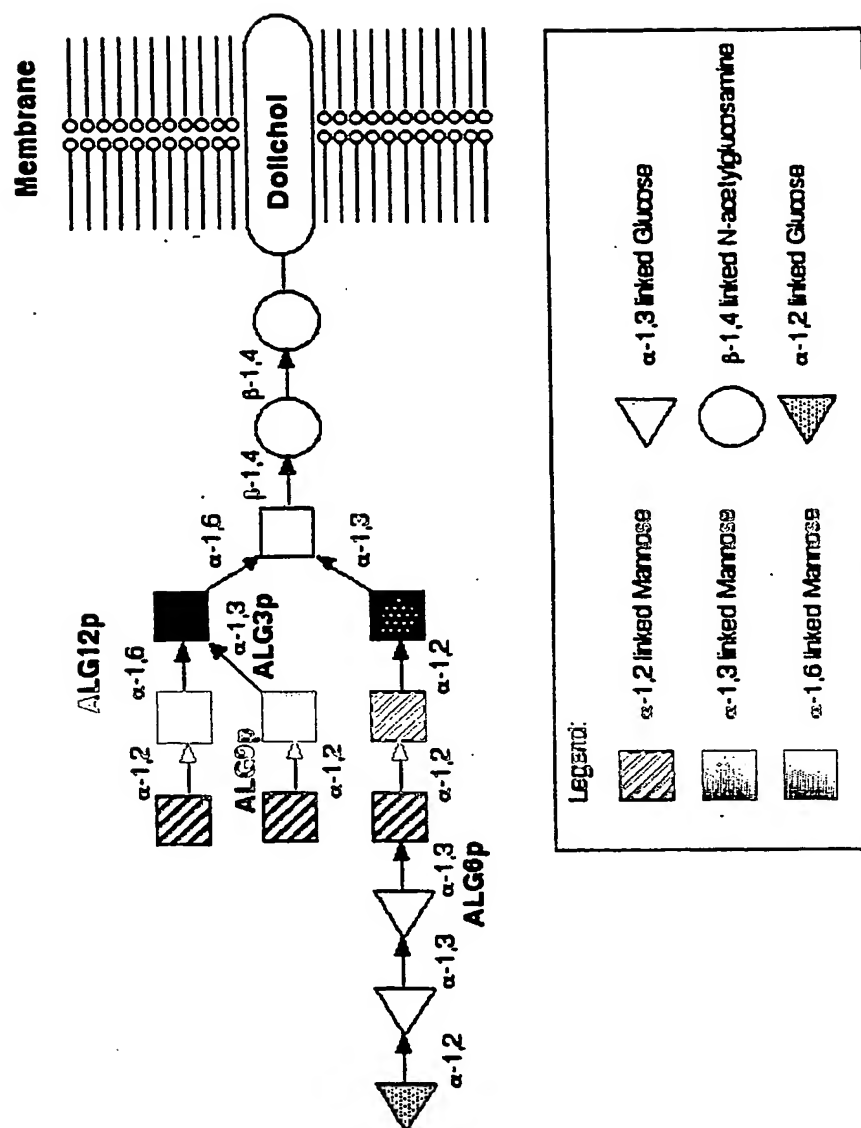 Membrane
Dolichol
β-1,4
β-1,4
α-1,6
α-1,3
ALG12p
α-1,6
α-1,3
ALG3p
α-1,2
α-1,2
ALG9p
α-1,2
α-1,2
α-1,2
α-1,3
ALG6p
α-1,3
α-1,2
Legend:
α-1,2 linked Mannose
α-1,3 linked Glucose
α-1,3 linked Mannose
β-1,4 linked N-acetylglucosamine
α-1,6 linked Mannose
α-1,2 linked Glucose